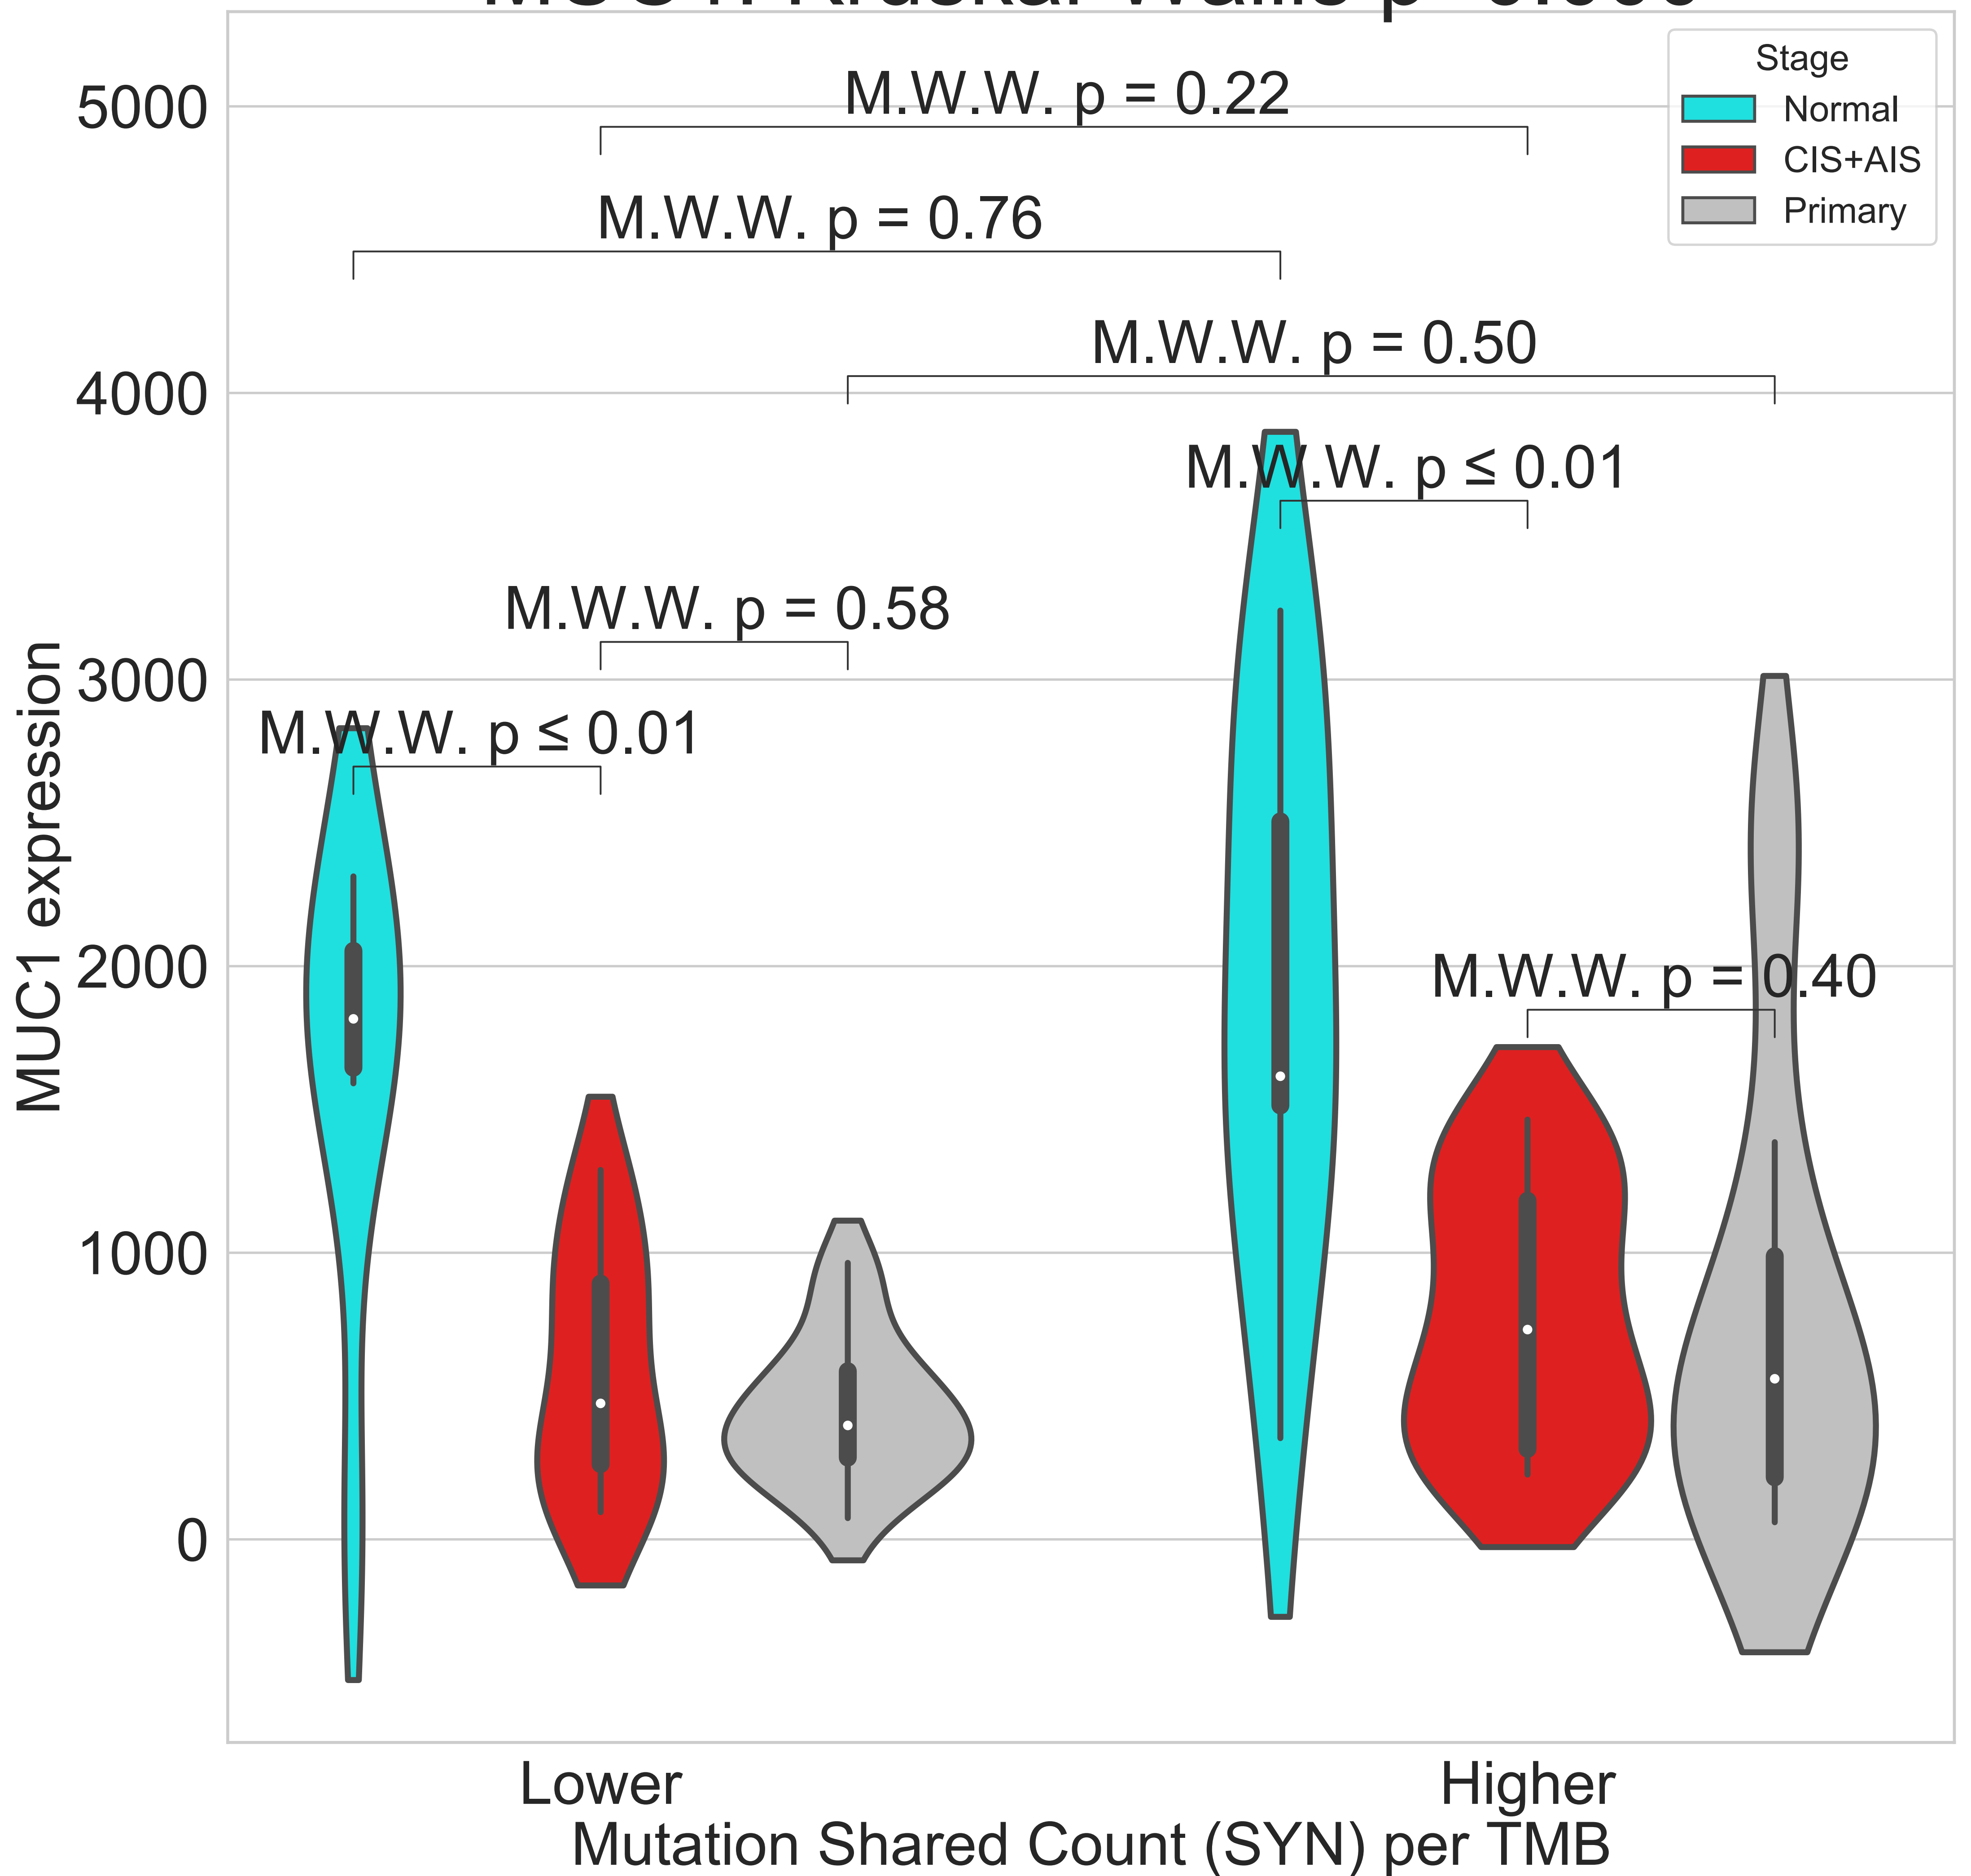 Stage
Normal
CIS+AIS
Primary
M.W.W. p = 0.22
M.W.W. p = 0.76
M.W.W. p = 0.50
M.W.W. p ≤ 0.01
M.W.W. p = 0.58
M.W.W. p ≤ 0.01
M.W.W. p = 0.40
5000
4000
3000
2000
1000
0
MUC1 expression
Lower
Higher
Mutation Shared Count (SYN) per TMB